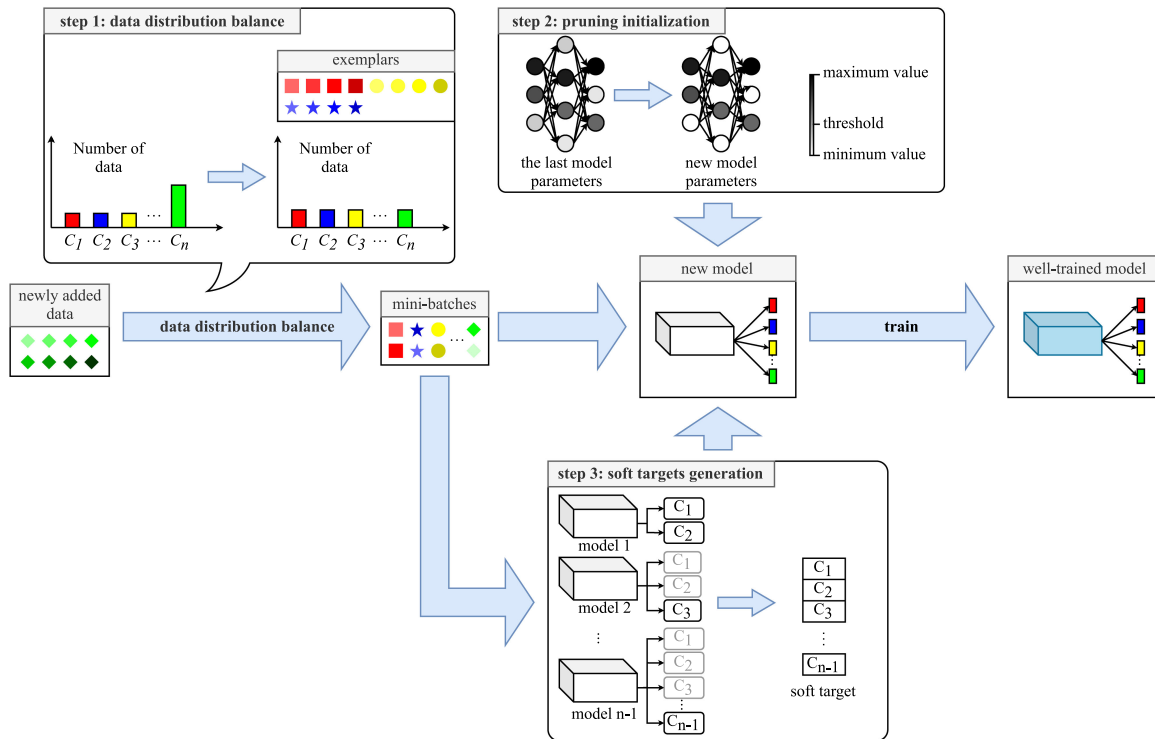 step 1: data distribution balance
exemplars
Number of
data
C1 C2 C3 ... Cn
Number of
data
C1 C2 C3 ... Cn
step 2: pruning initialization
the last model
parameters
new model
parameters
maximum value
threshold
minimum value
newly added
data
data distribution balance
mini-batches
...
new model
...
train
well-trained model
...
step 3: soft targets generation
C1
C2
model 1
C1
C2
C3
model 2
...
C1
C2
C3
...
Cn-1
model n-1
C1
C2
C3
...
Cn-1
soft target